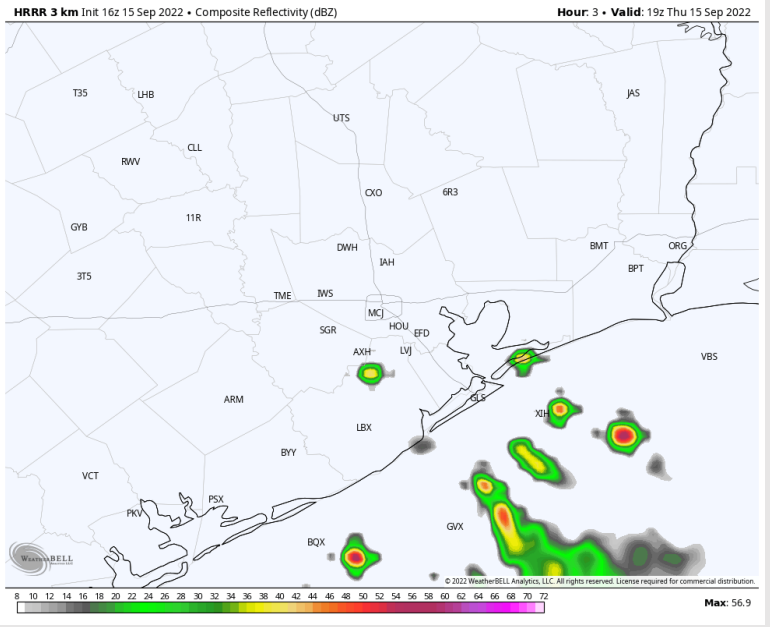 HRRR 3 km Init 16z 15 Sep 2022 • Composite Reflectivity (dBZ) Hour: 3 • Valid: 19z Thu 15 Sep 2022
T35 LHB JAS
UTS
CLL
RWV
CXO 6R3
11R
GYB
DWH BMT ORG
IAH
BPT
3T5
TME IWS
MCJ
SGR HOU EFD
AXH LVJ
VBS
ARM GLS
XIH
LBX
BYY
VCT
PSX
PKV
GVX
BQX
WEATHERBELL
© 2022 WeatherBELL Analytics, LLC. All rights reserved. License required for commercial distribution.
8 10 12 14 16 18 20 22 24 26 28 30 32 34 36 38 40 42 44 46 48 50 52 54 56 58 60 62 64 66 68 70 72
Max: 56.9